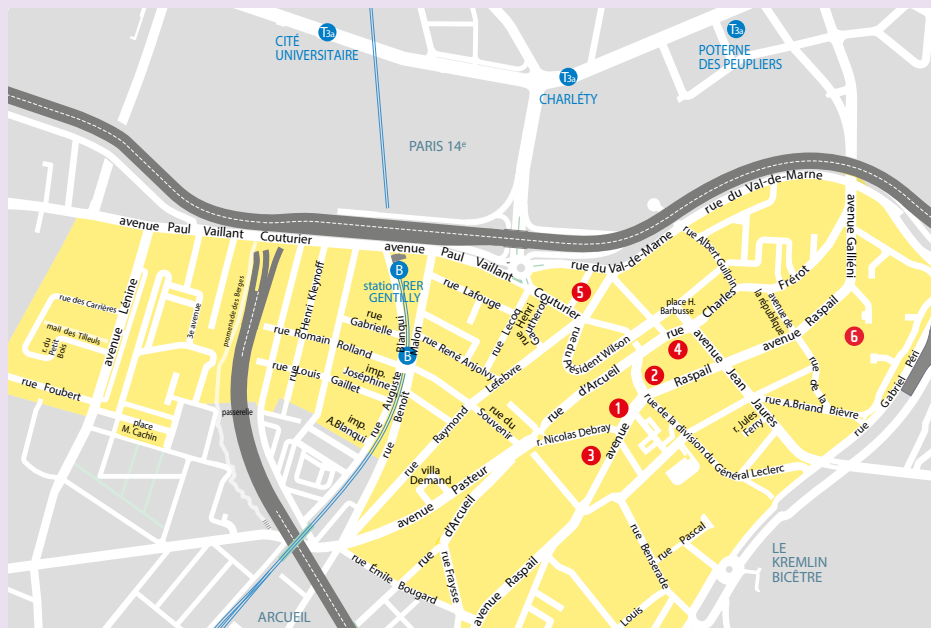 T3a
CITÉ
UNIVERSITAIRE
T3a
CHARLÉTY
T3a
POTERNE
DES PEUPLIERS
PARIS 14e
avenue Paul Vaillant Couturier
avenue Paul Vaillant
Couturier
rue du Val-de-Marne
rue du Val-de-Marne
avenue Galliéni
B
station RER
GENTILLY
B
rue des Carrières
mail des Tilleuls
r. du
Petit
Bois
avenue Lénine
3e avenue
promenade des Berges
rue Henri Kleynoff
rue
Gabrielle
rue Romain Rolland
rue Louis
Gaillet
imp.
Joséphine
imp.
A.Blanqui
rue Auguste Blanqui
rue Benoit Malon
rue Lafouge
rue René Anjolvy
rue Lecoq
rue Henri
Gautherot
rue du Président Wilson
rue Raymond Lefebvre
rue du
Souvenir
villa
Demand
avenue Pasteur
rue d'Arcueil
rue d'Arcueil
r. Nicolas Debray
avenue Raspail
avenue
Raspail
avenue Raspail
rue Albert Guilpin
place H.
Barbusse
rue Charles Frérot
avenue de
la république
avenue Jean Jaurès
rue A.Briand
rue de la Bièvre
rue Gabriel Péri
r. Jules
Ferry
rue de la division du Général Leclerc
rue Benserade
rue Pascal
Louis
rue Fraysse
rue Émile Bougard
rue Foubert
place
M. Cachin
passerelle
ARCUEIL
LE
KREMLIN
BICÊTRE
1
2
3
4
5
6